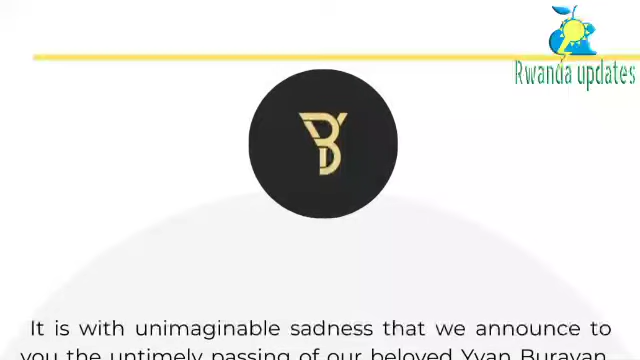 Rwanda updates
YB
It is with unimaginable sadness that we announce to
you the untimely passing of our beloved Yvan Buravan,